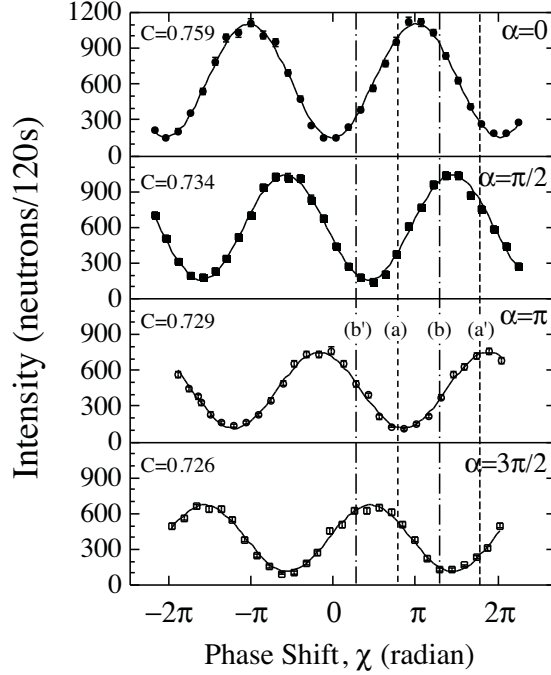 Intensity (neutrons/120s)
1200
900
600
300
0
C=0.759
α=0
900
600
300
0
C=0.734
α=π/2
900
600
300
0
C=0.729
α=π
(b') (a) (b) (a')
900
600
300
0
C=0.726
α=3π/2
−2π −π 0 π 2π
Phase Shift, χ (radian)